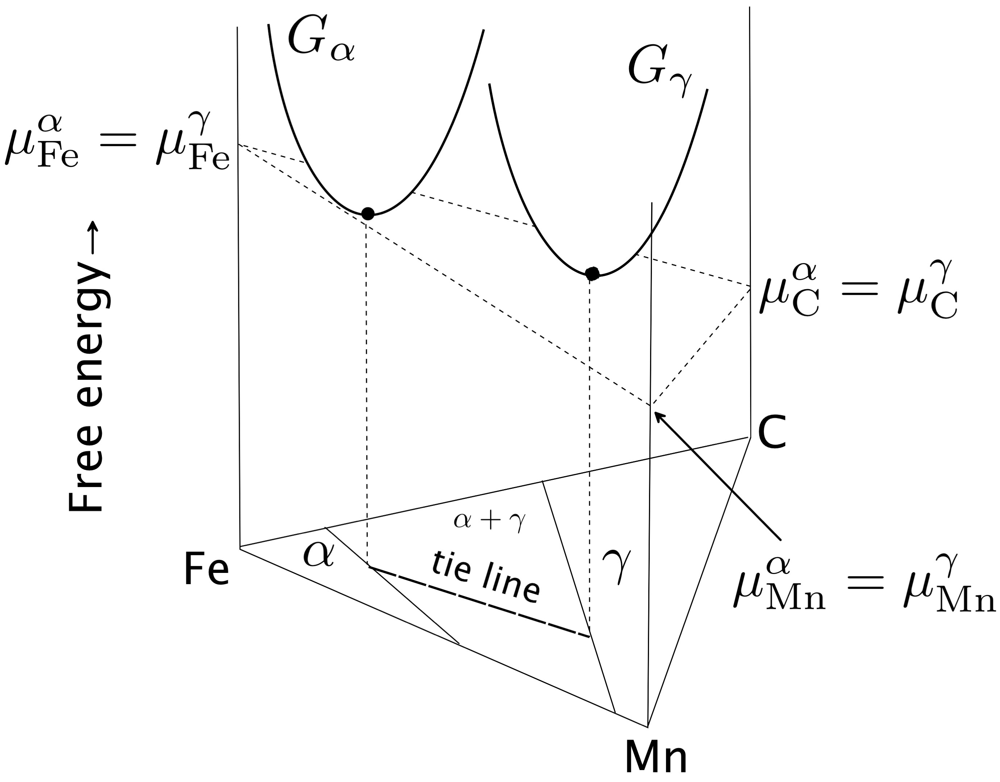 G_α
G_γ
μ^α_Fe = μ^γ_Fe
Free energy →
μ^α_C = μ^γ_C
C
α + γ
α
tie line
γ
Fe
μ^α_Mn = μ^γ_Mn
Mn